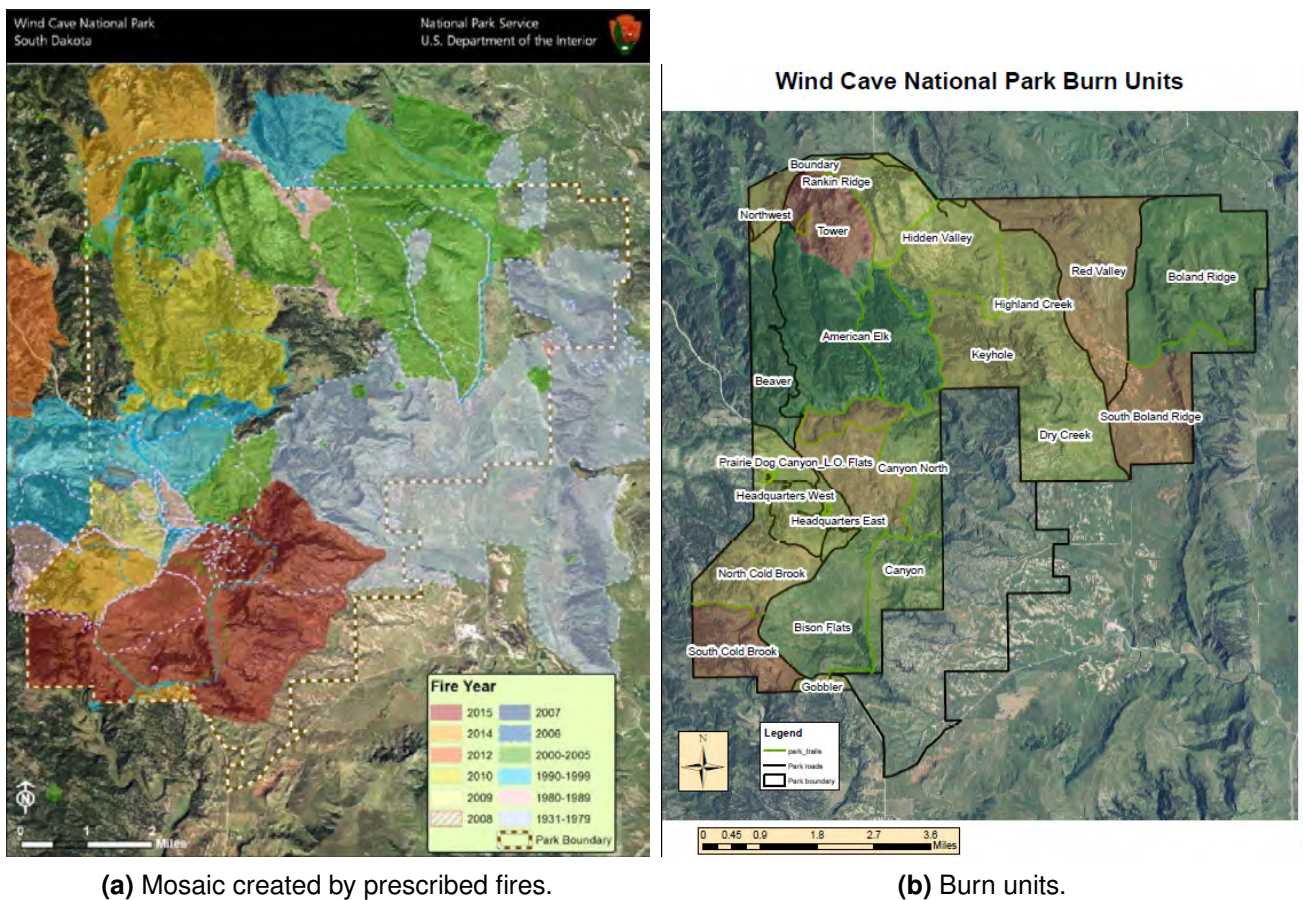 Wind Cave National Park
South Dakota
National Park Service
U.S. Department of the Interior
Fire Year
2015
2014
2012
2010
2009
2008
2007
2006
2000-2005
1990-1999
1980-1989
1931-1979
Park Boundary
N
0 1 2
Miles
(a) Mosaic created by prescribed fires.
Wind Cave National Park Burn Units
Boundary
Rankin Ridge
Northwest
Tower
Hidden Valley
Red Valley
Boland Ridge
Highland Creek
American Elk
Keyhole
Beaver
South Boland Ridge
Dry Creek
Prairie Dog Canyon_L.O. Flats
Canyon North
Headquarters West
Headquarters East
North Cold Brook
Canyon
Bison Flats
South Cold Brook
Gobbler
N
Legend
park_trails
Park roads
Park boundary
0 0.45 0.9 1.8 2.7 3.6
Miles
(b) Burn units.